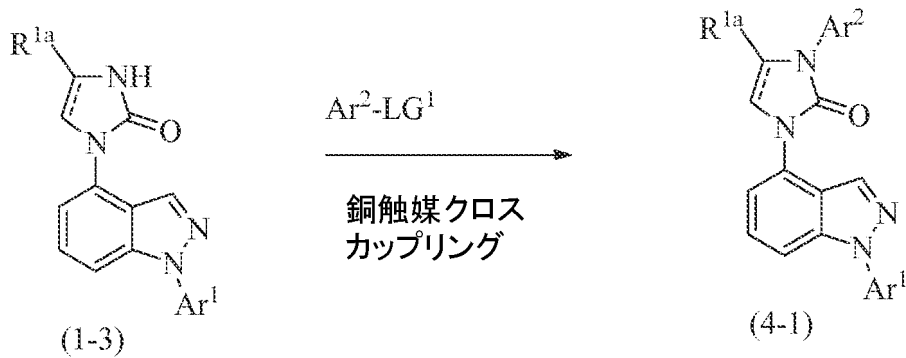 R¹ᵃ
NH
O
N
N
N
Ar¹
(1-3)
Ar²-LG¹
銅触媒クロス
カップリング
R¹ᵃ
Ar²
N
O
N
N
N
Ar¹
(4-1)